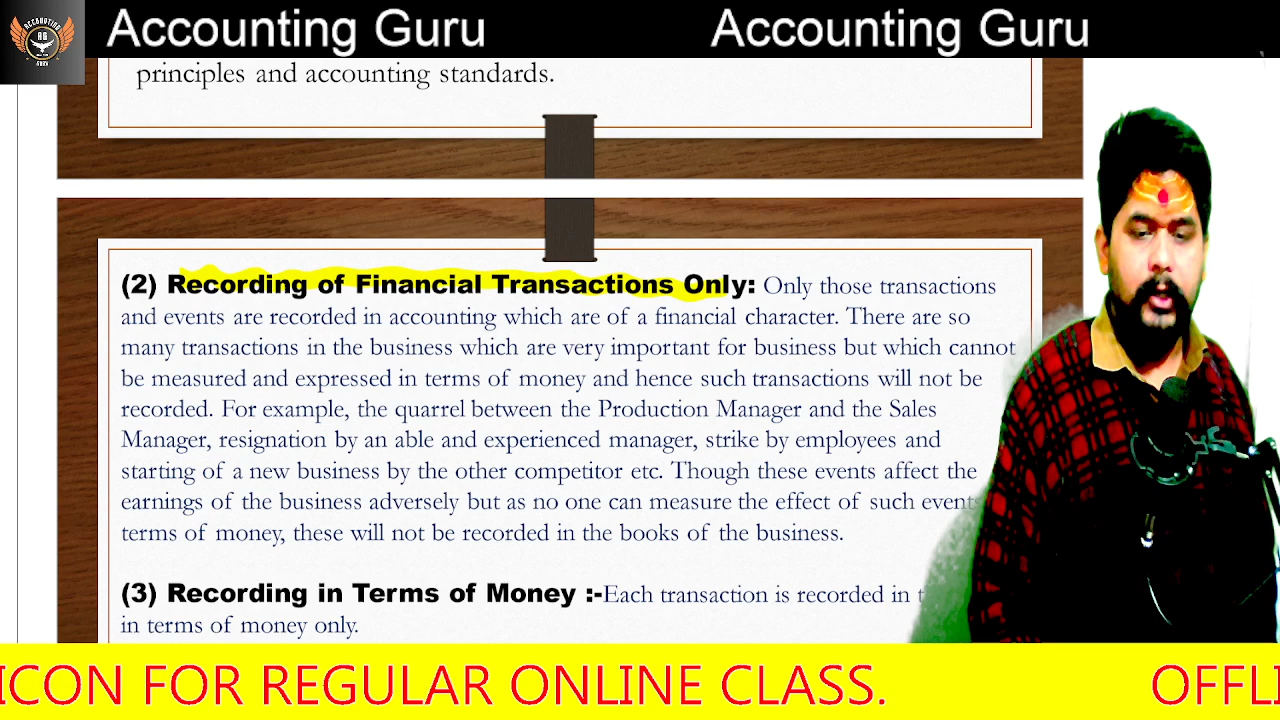 Accounting Guru
Accounting Guru
ACCOUNTING
AG
GURU
principles and accounting standards.
(2) Recording of Financial Transactions Only: Only those transactions
and events are recorded in accounting which are of a financial character. There are so
many transactions in the business which are very important for business but which cannot
be measured and expressed in terms of money and hence such transactions will not be
recorded. For example, the quarrel between the Production Manager and the Sales
Manager, resignation by an able and experienced manager, strike by employees and
starting of a new business by the other competitor etc. Though these events affect the
earnings of the business adversely but as no one can measure the effect of such events
terms of money, these will not be recorded in the books of the business.
(3) Recording in Terms of Money :-Each transaction is recorded in
in terms of money only.
ICON FOR REGULAR ONLINE CLASS.
OFFLI